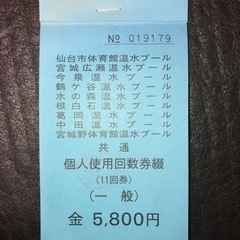 № 019179
仙台市体育館温水プール
宮城広瀬温水プール
今泉温水プール
鶴ケ谷温水プール
水の森温水プール
根白石温水プール
葛岡温水プール
中田温水プール
宮城野体育館温水プール
共通
個人使用回数券綴
(11回券)
(一般)
金 5,800円